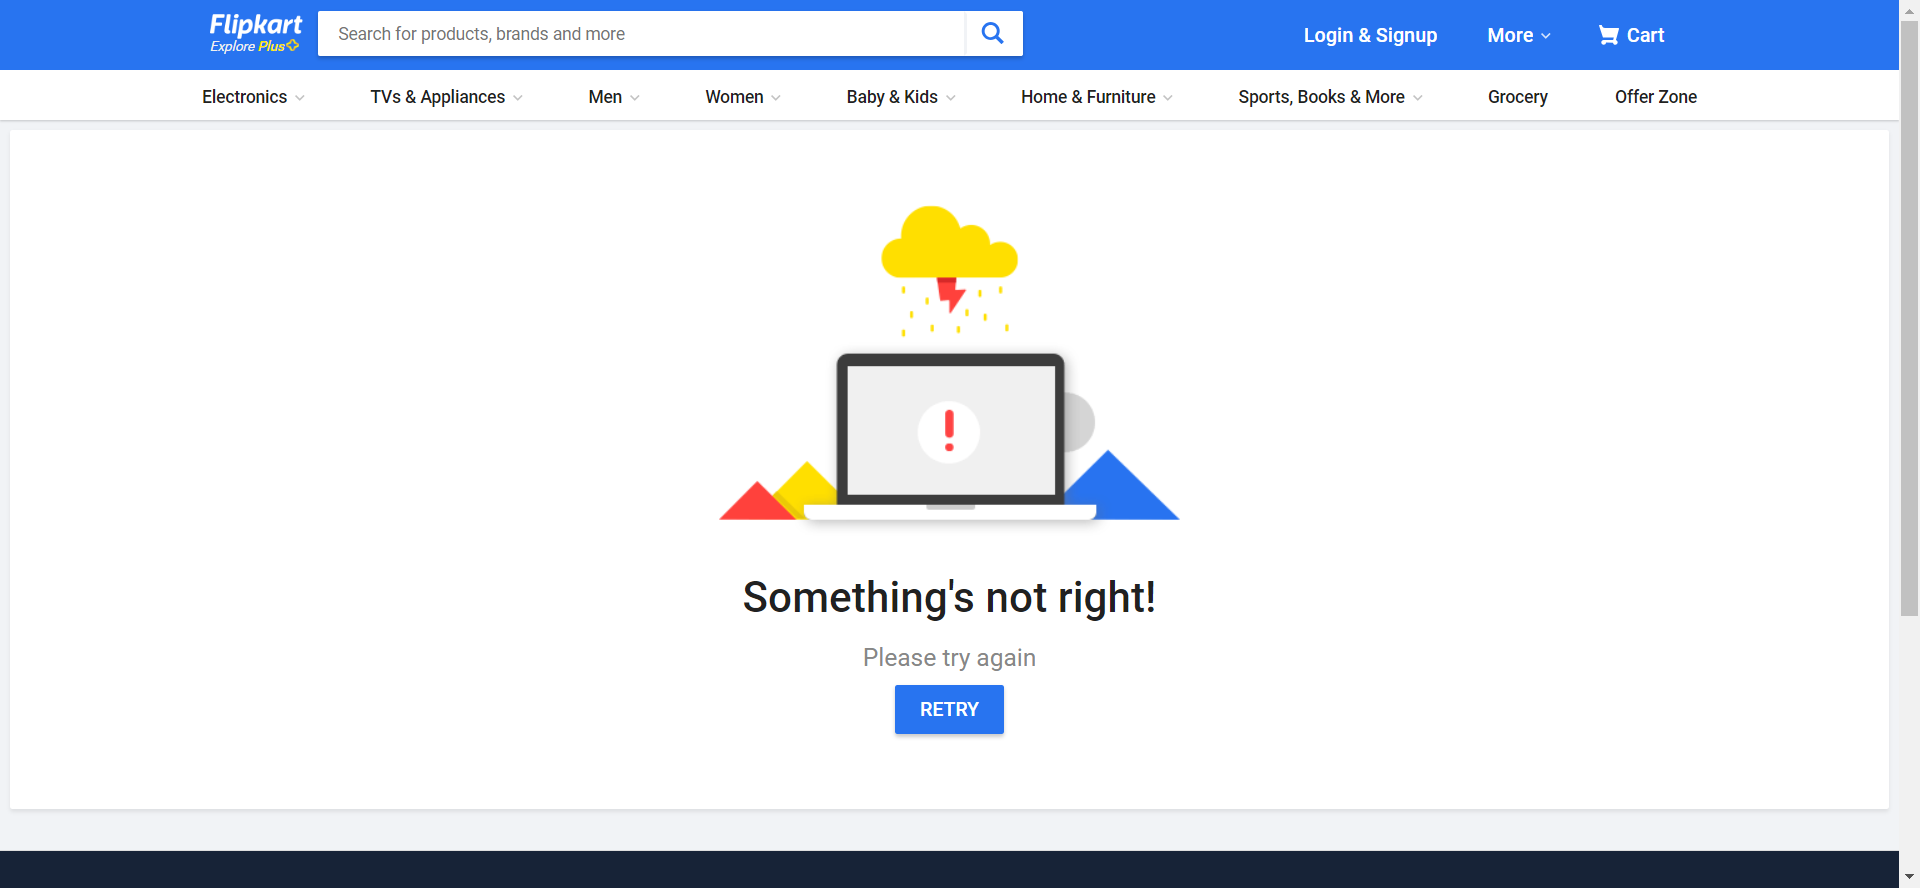 Flipkart
Explore Plus
Search for products, brands and more
Login & Signup
More
Cart
Electronics
TVs & Appliances
Men
Women
Baby & Kids
Home & Furniture
Sports, Books & More
Grocery
Offer Zone
!
Something's not right!
Please try again
RETRY